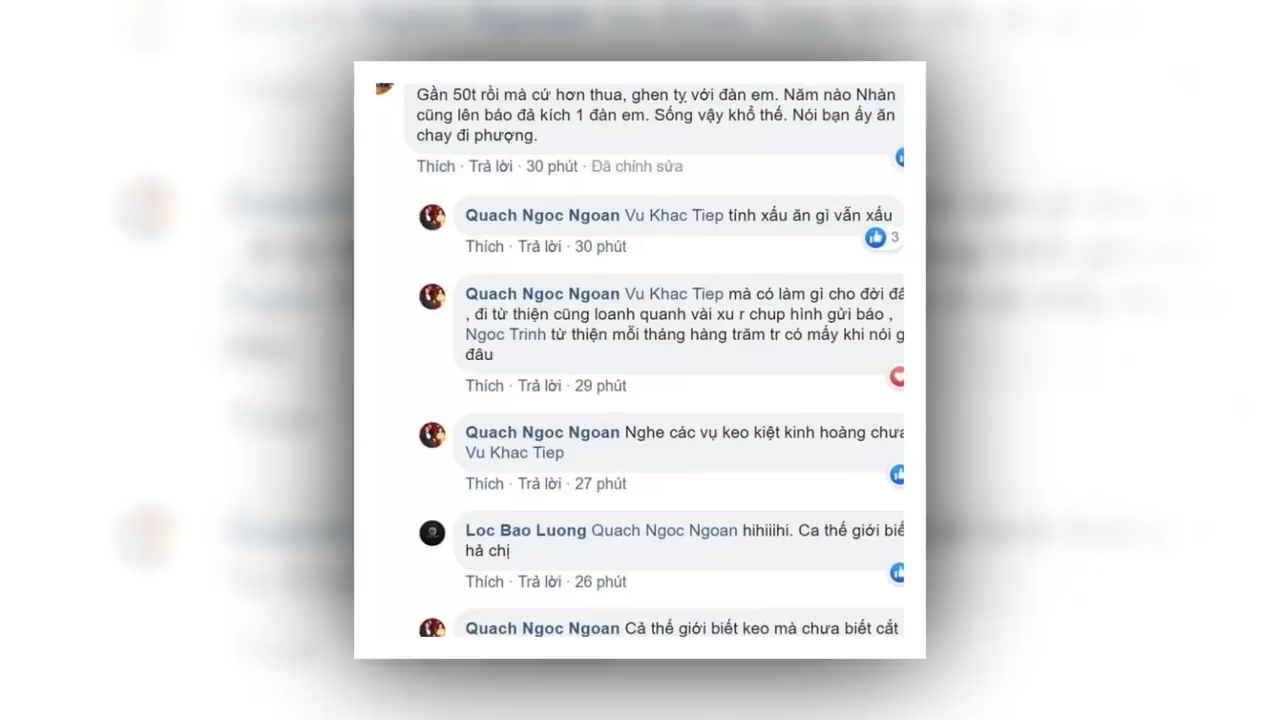 Gần 50t rồi mà cứ hơn thua, ghen tỵ với đàn em. Năm nào Nhàn
cũng lên báo đả kích 1 đàn em. Sống vậy khổ thế. Nói bạn ấy ăn
chay đi phượng.
Thích · Trả lời · 30 phút · Đã chỉnh sửa
Quach Ngoc Ngoan Vu Khac Tiep tính xấu ăn gì vẫn xấu
3
Thích · Trả lời · 30 phút
Quach Ngoc Ngoan Vu Khac Tiep mà có làm gì cho đời
, đi từ thiện cũng loanh quanh vài xu r chup hình gửi báo ,
Ngoc Trinh từ thiện mỗi tháng hàng trăm tr có mấy khi nói
đâu
Thích · Trả lời · 29 phút
Quach Ngoc Ngoan Nghe các vụ keo kiệt kinh hoàng chưa
Vu Khac Tiep
Thích · Trả lời · 27 phút
Loc Bao Luong Quach Ngoc Ngoan hihiiihi. Ca thế giới
hả chị
Thích · Trả lời · 26 phút
Quach Ngoc Ngoan Cả thế giới biết keo mà chưa biết cắt